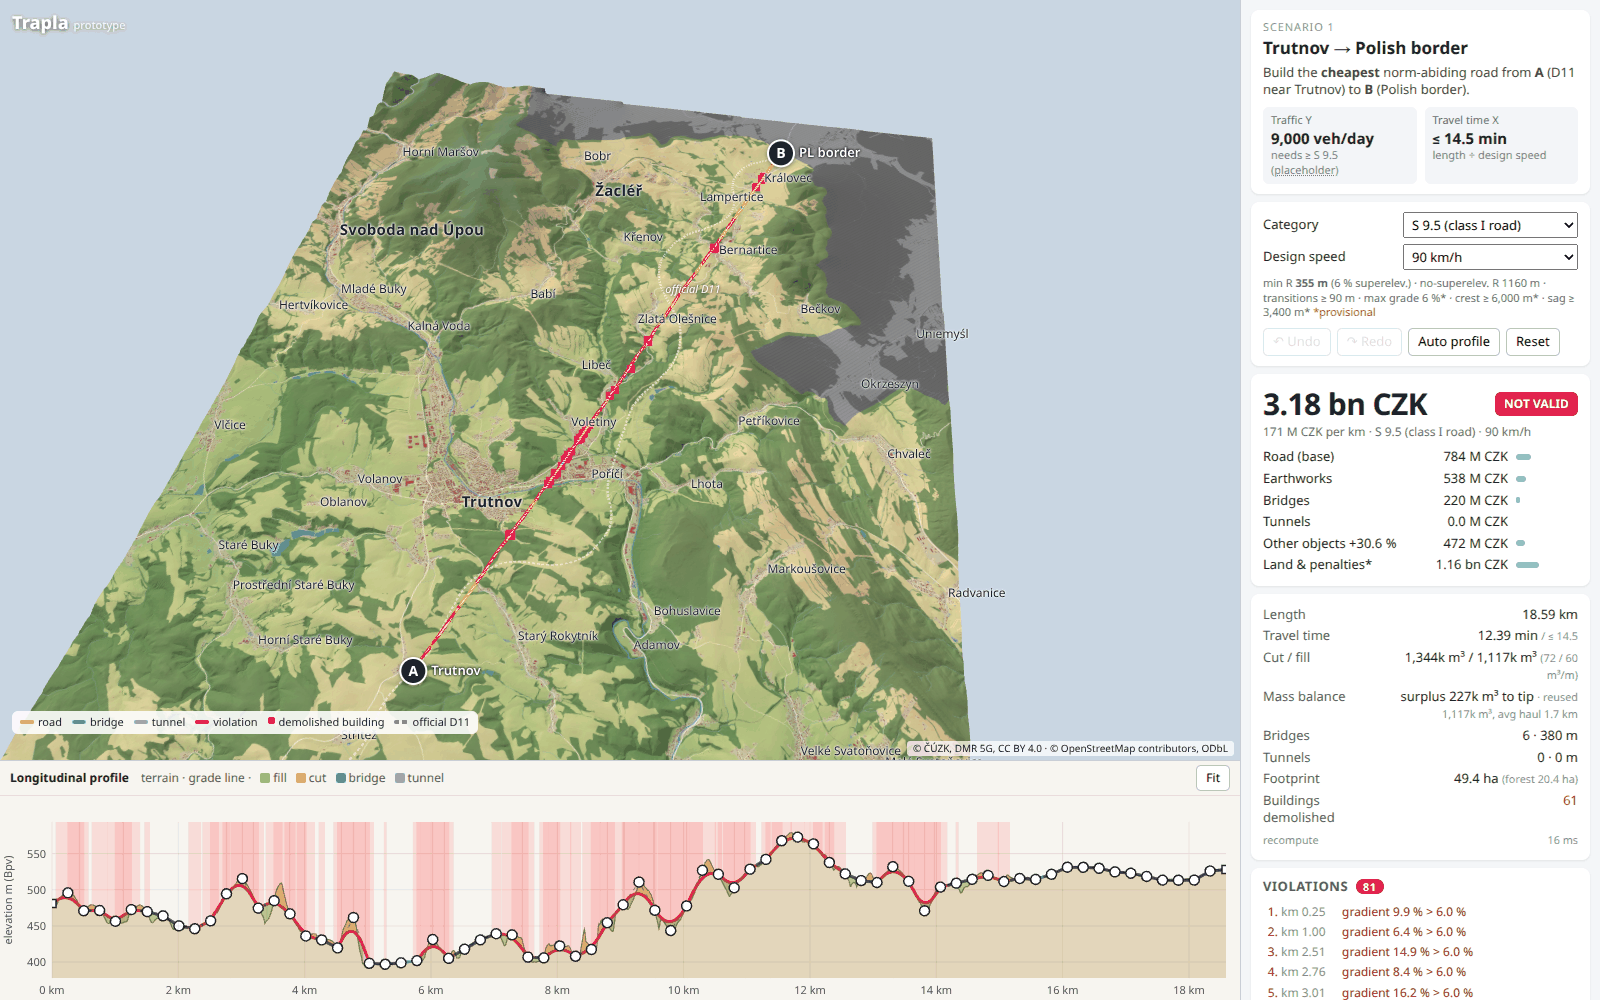 Trapla prototype
Horní Maršov
Bobr
B PL border
Žacléř
Královec
Lampertice
Svoboda nad Úpou
Křenov
Bernartice
official D11
Mladé Buky
Babí
Hertvíkovice
Bečkov
Zlatá Olešnice
Kalná Voda
Uniemyśl
Libeč
Okrzeszyn
Vlčice
Voletiny
Petříkovice
Chvaleč
Volanov
Poříčí
Lhota
Oblanov
Trutnov
Staré Buky
Markoušovice
Prostřední Staré Buky
Radvanice
Bohuslavice
Horní Staré Buky
Starý Rokytník
Adamov
A Trutnov
road bridge tunnel violation demolished building official D11
Střítež
Velké Svatoňovice
© ČÚZK, DMR 5G, CC BY 4.0 · © OpenStreetMap contributors, ODbL
Longitudinal profile terrain · grade line · fill cut bridge tunnel
Fit
elevation m (Bpv)
550
500
450
400
0 km 2 km 4 km 6 km 8 km 10 km 12 km 14 km 16 km 18 km
SCENARIO 1
Trutnov → Polish border
Build the cheapest norm-abiding road from A (D11
near Trutnov) to B (Polish border).
Traffic Y
9,000 veh/day
needs ≥ S 9.5
(placeholder)
Travel time X
≤ 14.5 min
length ÷ design speed
Category S 9.5 (class I road)
Design speed 90 km/h
min R 355 m (6 % superelev.) · no-superelev. R 1160 m ·
transitions ≥ 90 m · max grade 6 %* · crest ≥ 6,000 m* · sag ≥
3,400 m* *provisional
↶ Undo ↷ Redo Auto profile Reset
3.18 bn CZK NOT VALID
171 M CZK per km · S 9.5 (class I road) · 90 km/h
Road (base) 784 M CZK
Earthworks 538 M CZK
Bridges 220 M CZK
Tunnels 0.0 M CZK
Other objects +30.6 % 472 M CZK
Land & penalties* 1.16 bn CZK
Length 18.59 km
Travel time 12.39 min / ≤ 14.5
Cut / fill 1,344k m³ / 1,117k m³ (72 / 60
m³/m)
Mass balance surplus 227k m³ to tip · reused
1,117k m³, avg haul 1.7 km
Bridges 6 · 380 m
Tunnels 0 · 0 m
Footprint 49.4 ha (forest 20.4 ha)
Buildings 61
demolished
recompute 16 ms
VIOLATIONS 81
1. km 0.25 gradient 9.9 % > 6.0 %
2. km 1.00 gradient 6.4 % > 6.0 %
3. km 2.51 gradient 14.9 % > 6.0 %
4. km 2.76 gradient 8.4 % > 6.0 %
5. km 3.01 gradient 16.2 % > 6.0 %